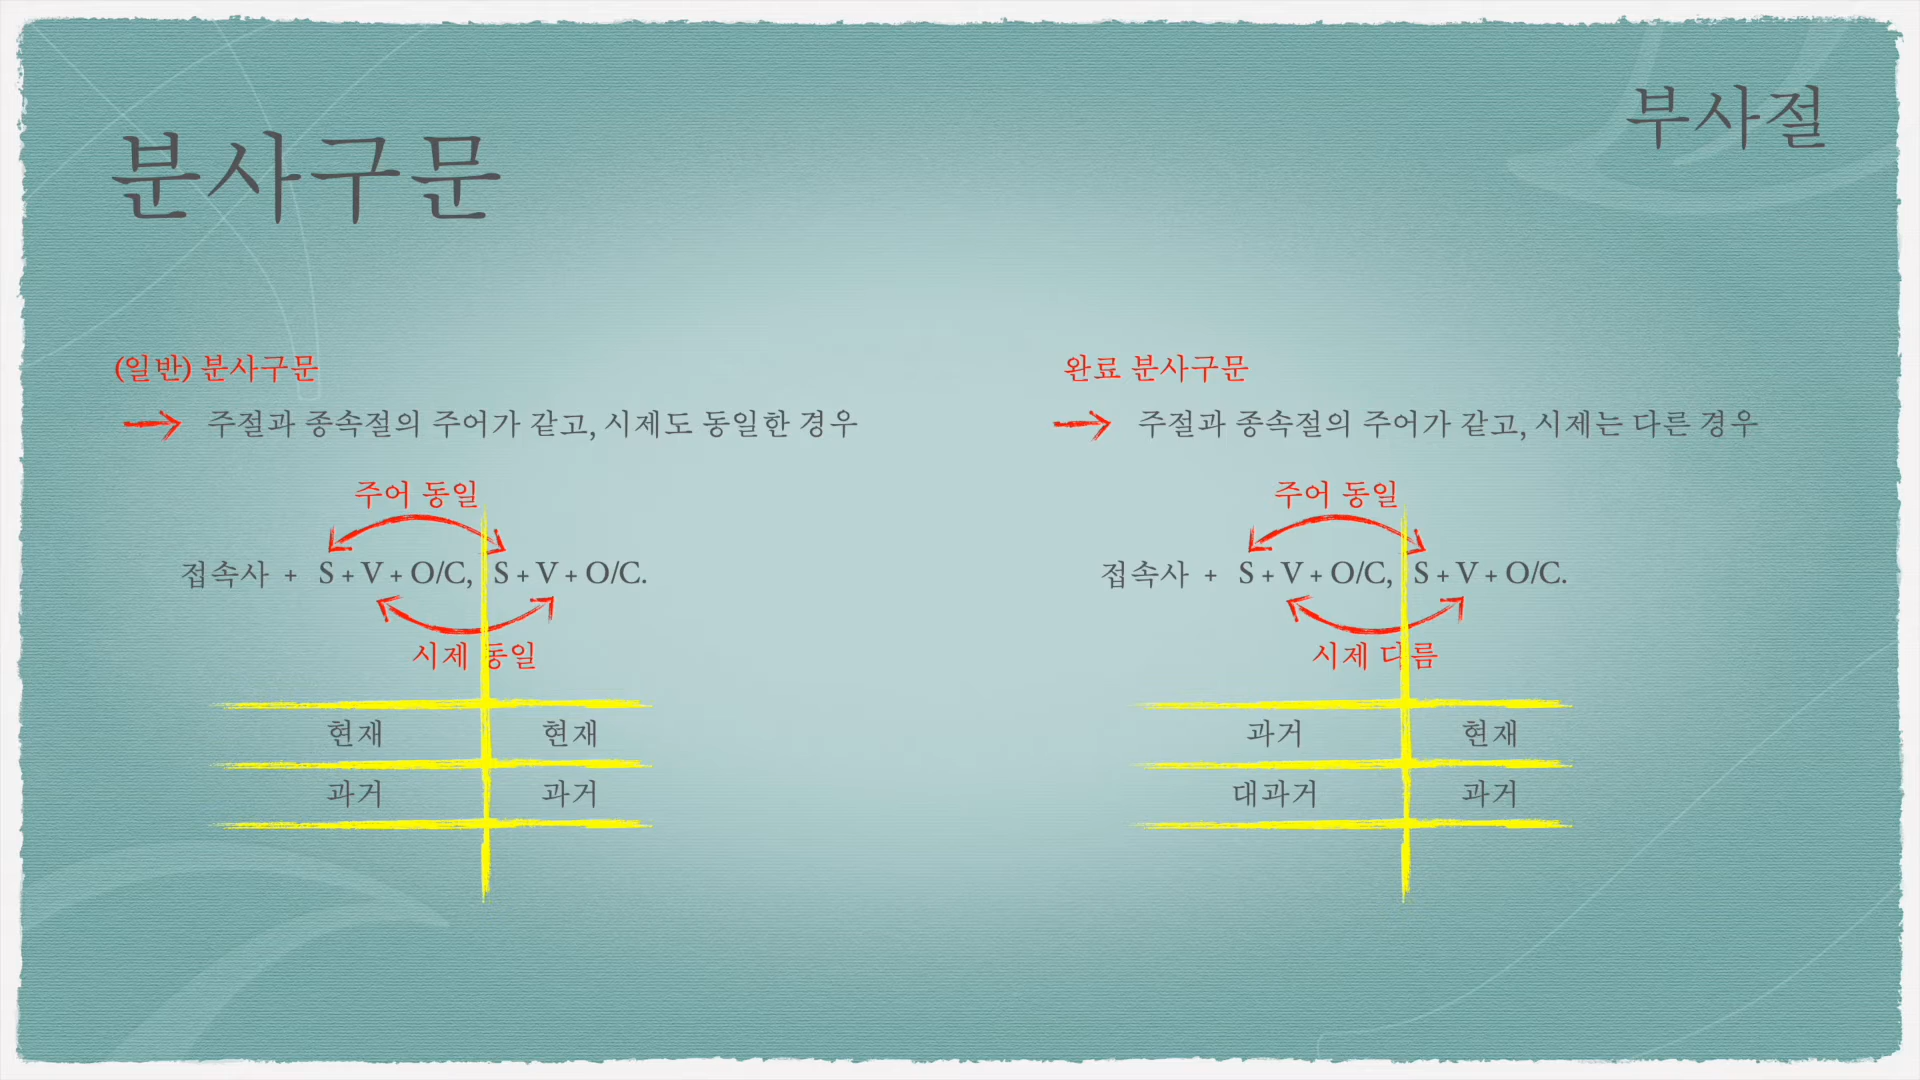 부사절
분사구문
(일반) 분사구문
주절과 종속절의 주어가 같고, 시제도 동일한 경우
주어 동일
접속사 + S + V + O/C, S + V + O/C.
시제 동일
현재 현재
과거 과거
완료 분사구문
주절과 종속절의 주어가 같고, 시제는 다른 경우
주어 동일
접속사 + S + V + O/C, S + V + O/C.
시제 다름
과거 현재
대과거 과거